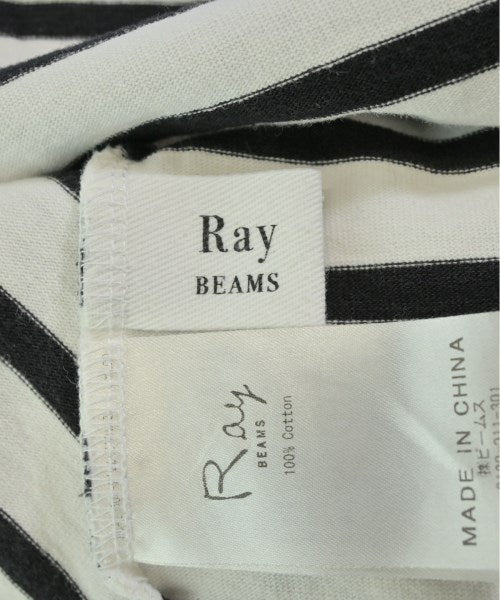 Ray
BEAMS
Ray
BEAMS
100% Cotton
MADE IN CHINA
㈱ビームス